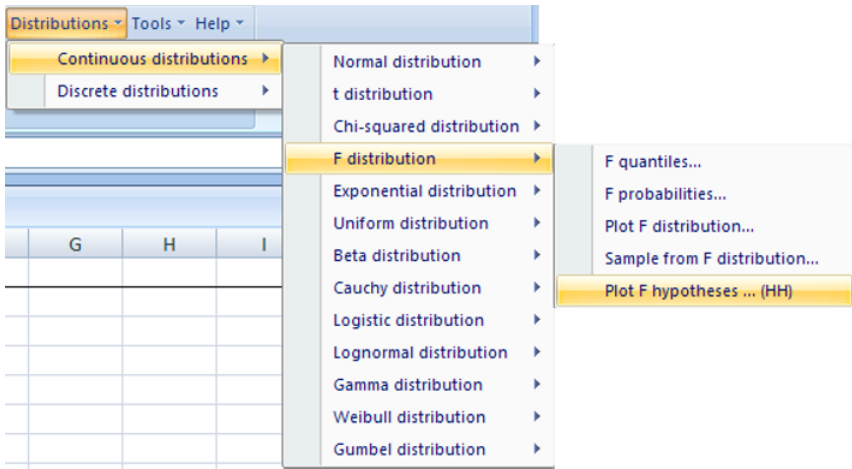 Distributions Tools Help
Continuous distributions
Discrete distributions
Normal distribution
t distribution
Chi-squared distribution
F distribution
Exponential distribution
Uniform distribution
Beta distribution
Cauchy distribution
Logistic distribution
Lognormal distribution
Gamma distribution
Weibull distribution
Gumbel distribution
F quantiles...
F probabilities...
Plot F distribution...
Sample from F distribution...
Plot F hypotheses ... (HH)
G H I